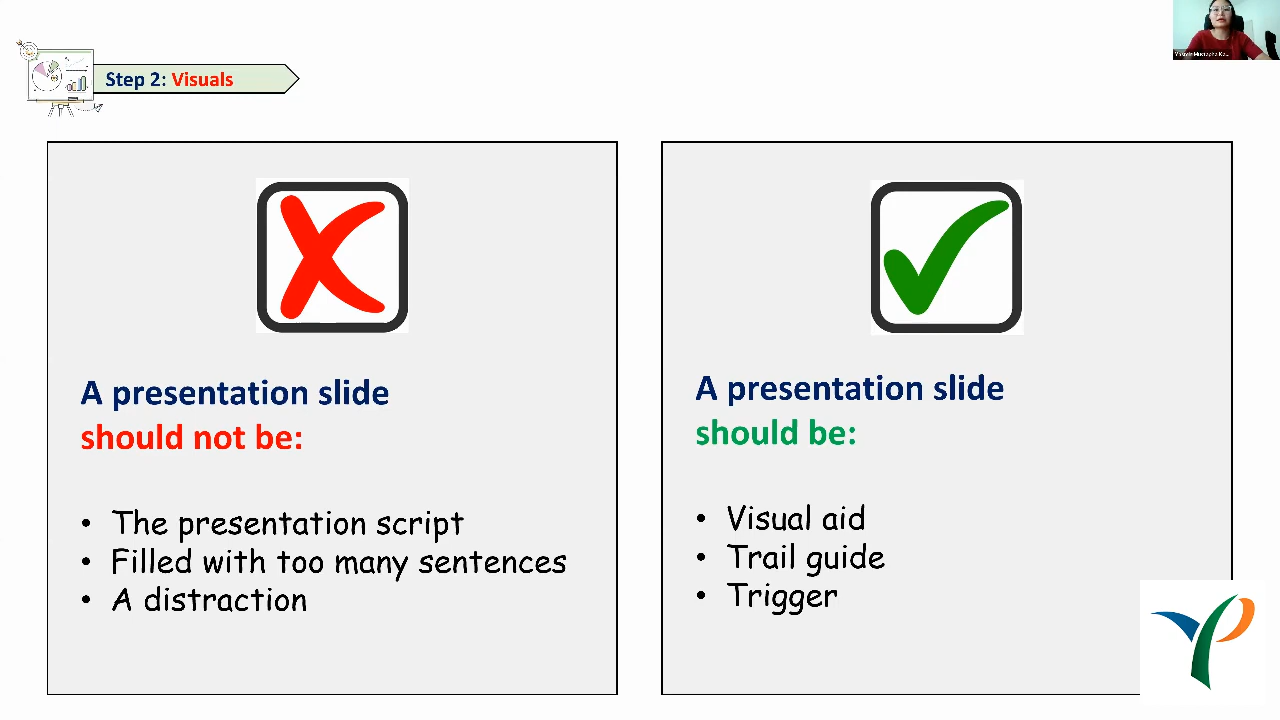 Step 2: Visuals
A presentation slide
should not be:
• The presentation script
• Filled with too many sentences
• A distraction
A presentation slide
should be:
• Visual aid
• Trail guide
• Trigger